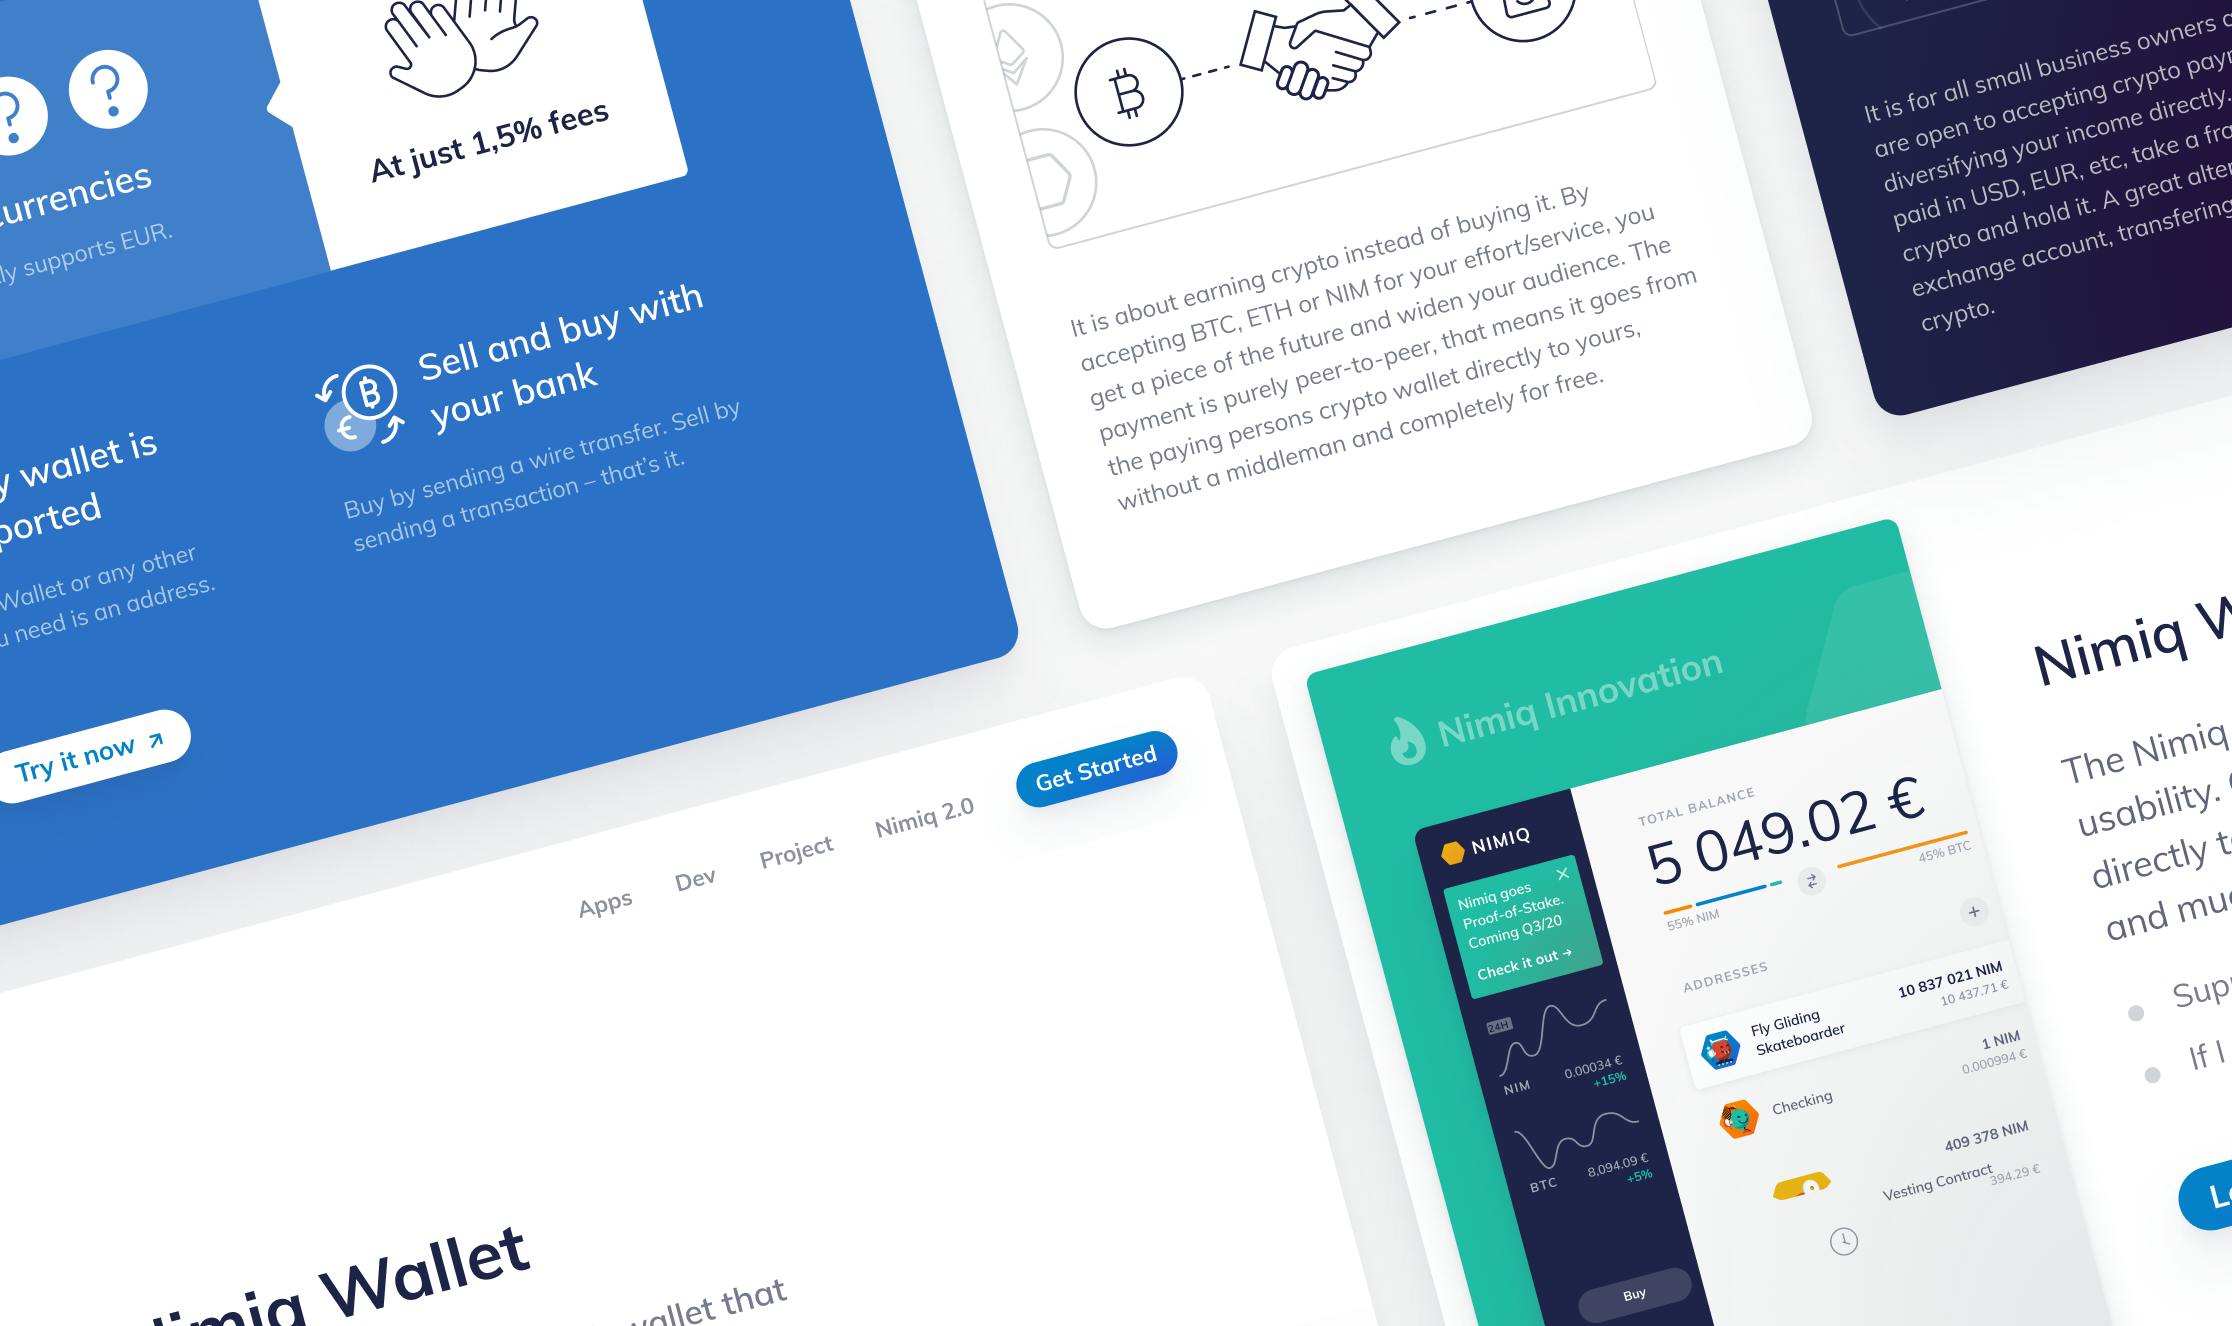 At just 1,5% fees
supports EUR.
Sell and buy with
your bank
Buy by sending a wire transfer. Sell by
sending a transaction – that's it.
wallet is
Wallet or any other
need is an address.
Try it now
It is about earning crypto instead of buying it. By
accepting BTC, ETH or NIM for your effort/service, you
get a piece of the future and widen your audience. The
payment is purely peer-to-peer, that means it goes from
the paying persons crypto wallet directly to yours,
without a middleman and completely for free.
It is for all small business owners
are open to accepting crypto
diversifying your income directly.
paid in USD, EUR, etc, take a
crypto and hold it. A great
exchange account, transfering
crypto.
Apps
Dev
Project
Nimiq 2.0
Get Started
Wallet
that
Nimiq Innovation
NIMIQ
Nimiq goes
Proof-of-Stake.
Coming Q3/20
Check it out →
24H
NIM
0.00034 €
+15%
BTC
8,094.09 €
+5%
Buy
TOTAL BALANCE
5 049.02 €
55% NIM
45% BTC
ADDRESSES
Fly Gliding
Skateboarder
10 837 021 NIM
10 437.71 €
Checking
1 NIM
0.000994 €
409 378 NIM
Vesting Contract
394.29 €
Nimiq
The Nimiq
usability.
directly
and
If